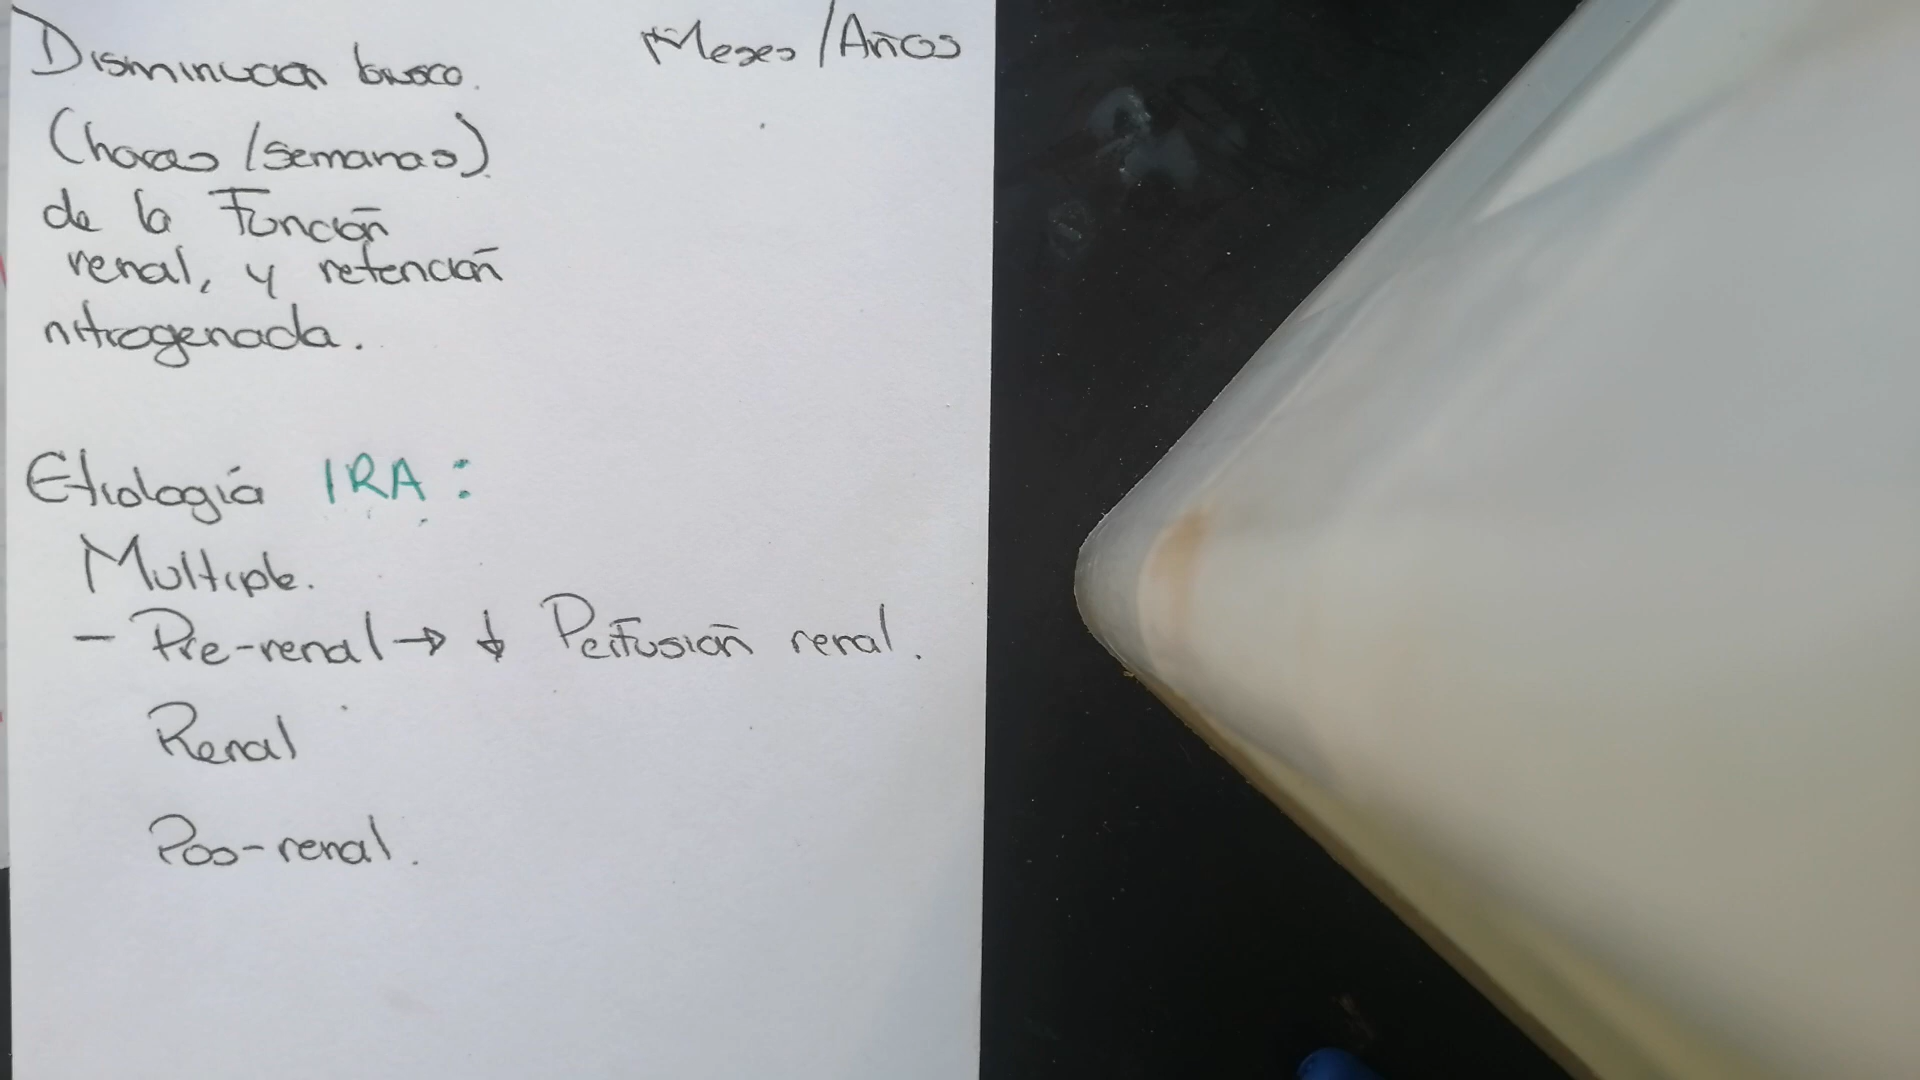 Disminución brusca. Meses/Años
(horas/semanas)
de la Función
renal, y retención
nitrogenada.
Etiología IRA:
Multiple.
- Pre-renal → ↓ Perfusión renal.
Renal
Pos-renal.